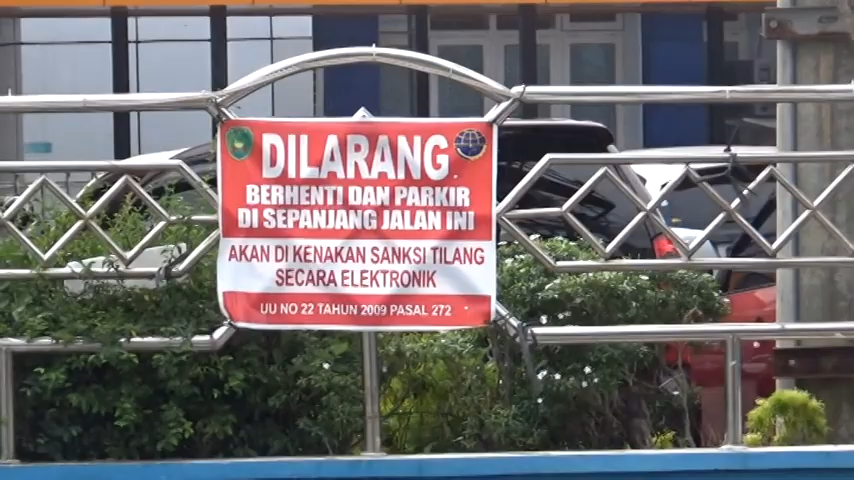 DILARANG
BERHENTI DAN PARKIR
DI SEPANJANG JALAN INI
AKAN DI KENAKAN SANKSI TILANG
SECARA ELEKTRONIK
UU NO 22 TAHUN 2009 PASAL 272